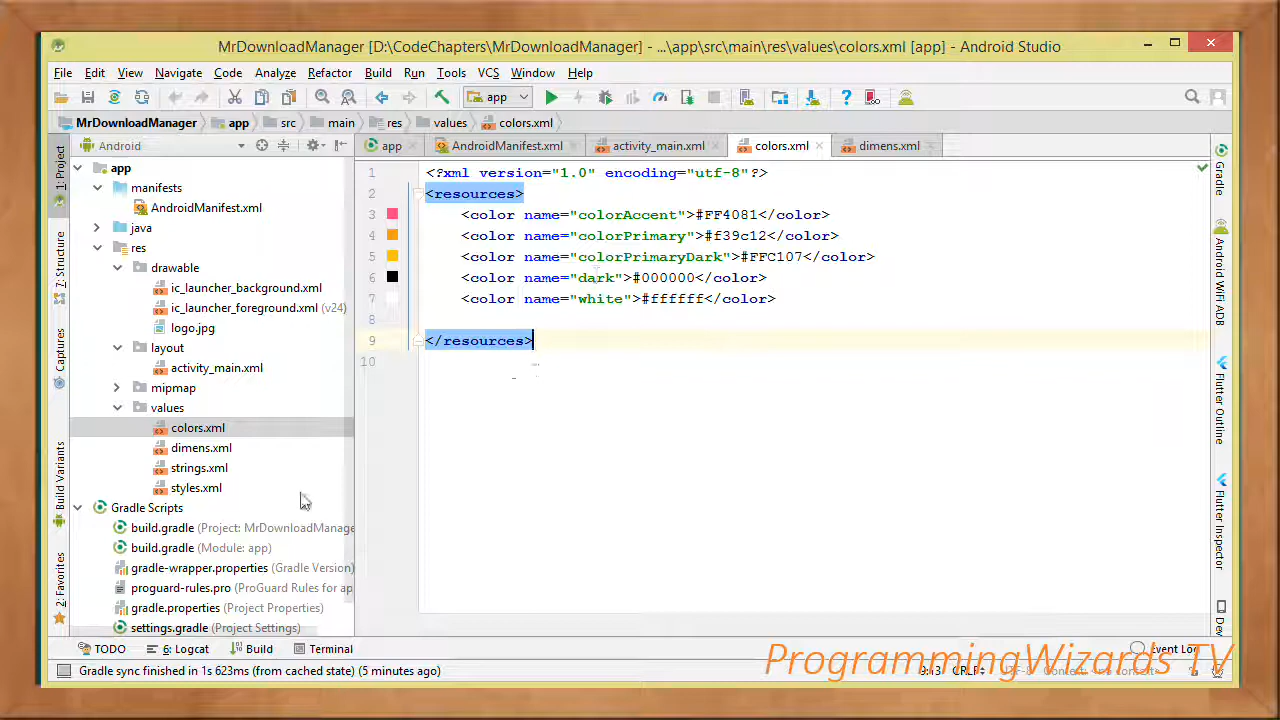 MrDownloadManager [D:\CodeChapters\MrDownloadManager] - ...\app\src\main\res\values\colors.xml [app] - Android Studio
File Edit View Navigate Code Analyze Refactor Build Run Tools VCS Window Help
app
MrDownloadManager app src main res values colors.xml
Android
app AndroidManifest.xml activity_main.xml colors.xml dimens.xml
1: Project
7: Structure
Captures
Build Variants
2: Favorites
app
manifests
AndroidManifest.xml
java
res
drawable
ic_launcher_background.xml
ic_launcher_foreground.xml (v24)
logo.jpg
layout
activity_main.xml
mipmap
values
colors.xml
dimens.xml
strings.xml
styles.xml
Gradle Scripts
build.gradle (Project: MrDownloadManage
build.gradle (Module: app)
gradle-wrapper.properties (Gradle Version)
proguard-rules.pro (ProGuard Rules for ap
gradle.properties (Project Properties)
settings.gradle (Project Settings)
1 <?xml version="1.0" encoding="utf-8"?>
2 <resources>
3 <color name="colorAccent">#FF4081</color>
4 <color name="colorPrimary">#f39c12</color>
5 <color name="colorPrimaryDark">#FFC107</color>
6 <color name="dark">#000000</color>
7 <color name="white">#ffffff</color>
8
9 </resources>
10
Gradle
Android WiFi ADB
Flutter Outline
Flutter Inspector
TODO 6: Logcat Build Terminal Event Log
Gradle sync finished in 1s 623ms (from cached state) (5 minutes ago)
CRLF
ProgrammingWizards TV